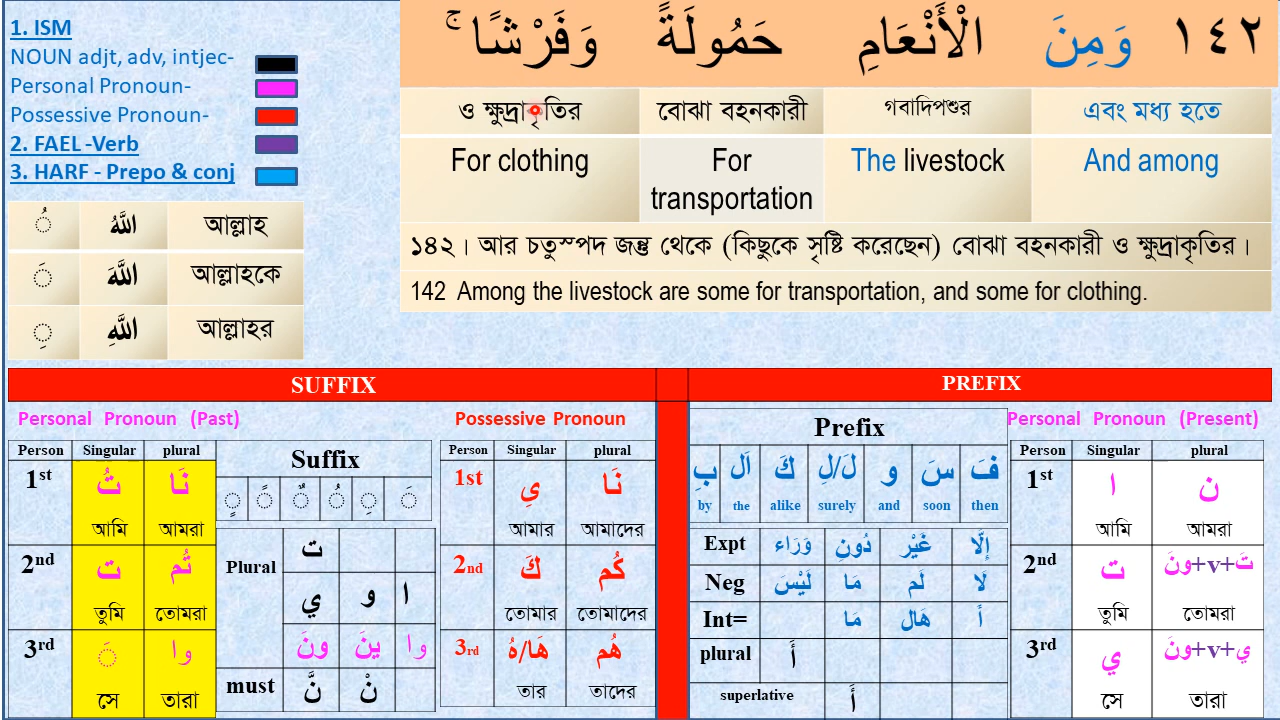 1. ISM
NOUN adjt, adv, intjec-
Personal Pronoun-
Possessive Pronoun-
2. FAEL -Verb
3. HARF - Prepo & conj
١٤٢ وَمِنَ الْأَنْعَامِ حَمُولَةً وَفَرْشًا ۚ
ও ক্ষুদ্রাকৃতির বোঝা বহনকারী গবাদিপশুর এবং মধ্য হতে
For clothing For transportation The livestock And among
১৪২। আর চতুস্পদ জন্তু থেকে (কিছুকে সৃষ্টি করেছেন) বোঝা বহনকারী ও ক্ষুদ্রাকৃতির।
142 Among the livestock are some for transportation, and some for clothing.
ُ اللَّهُ আল্লাহ
َ اللَّهَ আল্লাহকে
ِ اللَّهِ আল্লাহর
SUFFIX
Personal Pronoun (Past)
Person Singular plural
1st تُ نَا
আমি আমরা
2nd ت تُم
তুমি তোমরা
3rd َ وا
সে তারা
Suffix
ٍ ً ٌ ُ ِ َ
Plural ت
ي و ا
ونَ ينَ وا
must نَّ نْ
Possessive Pronoun
Person Singular plural
1st ي نَا
আমার আমাদের
2nd كَ كُم
তোমার তোমাদের
3rd هَا/هُ هُم
তার তাদের
PREFIX
Prefix
بِ اَل كَ لَ/لِ و سَ فَ
by the alike surely and soon then
Expt وَرَاء دُونِ غَيْر إِلَّا
Neg لَيْسَ مَا لَم لَا
Int= مَا هَال أَ
plural أَ
superlative أَ
Personal Pronoun (Present)
Person Singular plural
1st ا ن
আমি আমরা
2nd ت تَ+v+ونَ
তুমি তোমরা
3rd ي ي+v+ونَ
সে তারা